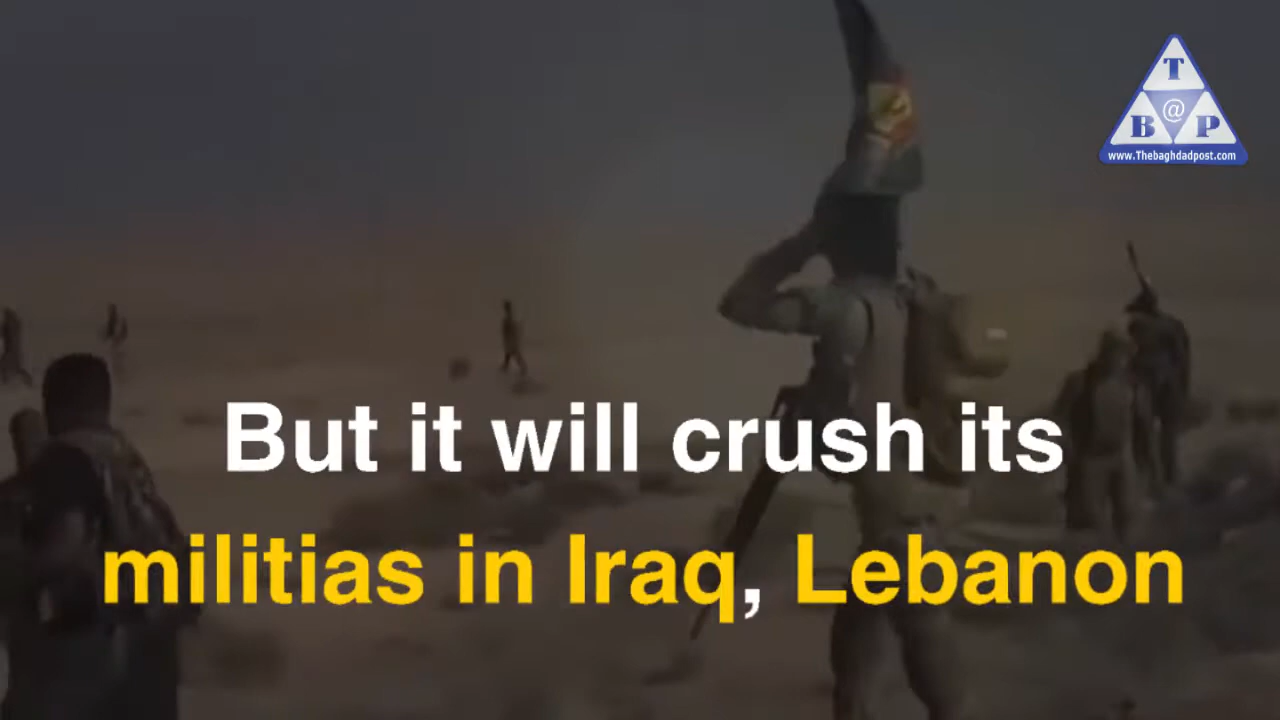 T
@
B P
www.Thebaghdadpost.com
But it will crush its
militias in Iraq, Lebanon